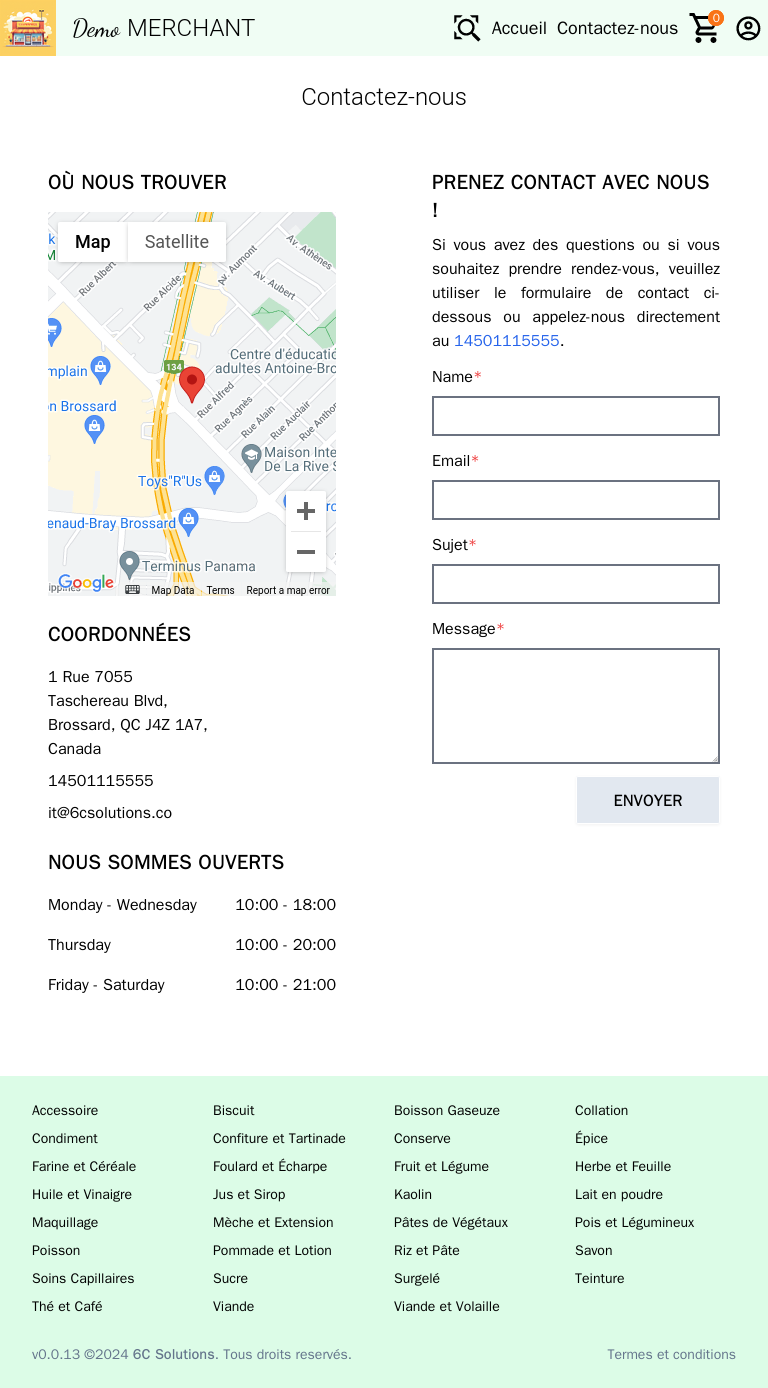 Demo MERCHANT
Accueil
Contactez-nous
0
Contactez-nous
OÙ NOUS TROUVER
Map
Satellite
Rue Albert
Rue Alcide
Av. Aumont
Av. Aubert
Av. Athènes
134
Centre d'éducatio
adultes Antoine-Bro
mplain
on Brossard
Rue Alfred
Rue Agnès
Rue Alain
Rue Auclair
Rue Anthon
Maison Inte
De La Rive S
Toys"R"Us
enaud-Bray Brossard
Terminus Panama
Google
Map Data
Terms
Report a map error
COORDONNÉES
1 Rue 7055
Taschereau Blvd,
Brossard, QC J4Z 1A7,
Canada
14501115555
it@6csolutions.co
NOUS SOMMES OUVERTS
Monday - Wednesday 10:00 - 18:00
Thursday 10:00 - 20:00
Friday - Saturday 10:00 - 21:00
PRENEZ CONTACT AVEC NOUS
!
Si vous avez des questions ou si vous
souhaitez prendre rendez-vous, veuillez
utiliser le formulaire de contact ci-
dessous ou appelez-nous directement
au 14501115555.
Name*
Email*
Sujet*
Message*
ENVOYER
Accessoire Biscuit Boisson Gaseuze Collation
Condiment Confiture et Tartinade Conserve Épice
Farine et Céréale Foulard et Écharpe Fruit et Légume Herbe et Feuille
Huile et Vinaigre Jus et Sirop Kaolin Lait en poudre
Maquillage Mèche et Extension Pâtes de Végétaux Pois et Légumineux
Poisson Pommade et Lotion Riz et Pâte Savon
Soins Capillaires Sucre Surgelé Teinture
Thé et Café Viande Viande et Volaille
v0.0.13 ©2024 6C Solutions. Tous droits reservés. Termes et conditions